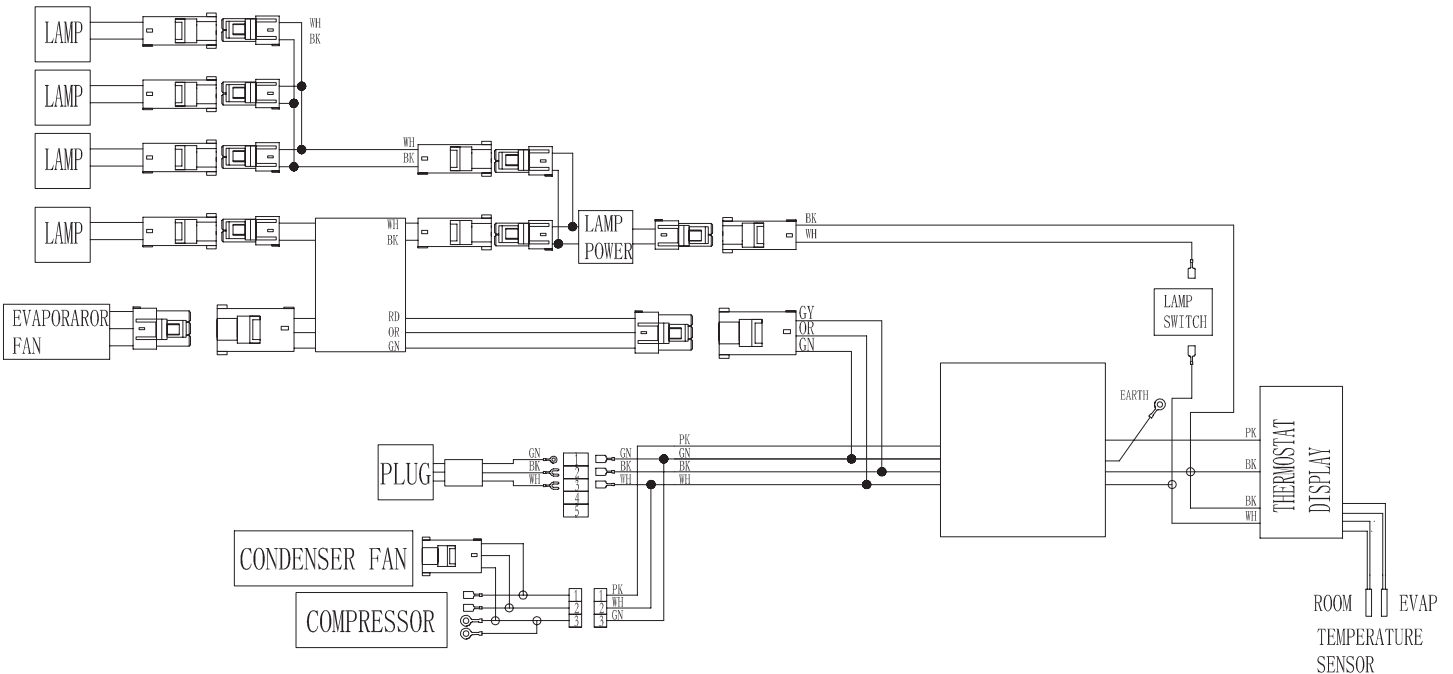 LAMP
WH
BK
LAMP
LAMP
WH
BK
LAMP
WH
BK
LAMP
POWER
BK
WH
LAMP
SWITCH
EVAPORAROR
FAN
RD
OR
GN
GY
OR
GN
EARTH
PLUG
GN
BK
WH
1
2
3
4
5
GN
BK
WH
PK
GN
BK
WH
PK
BK
BK
WH
THERMOSTAT
DISPLAY
CONDENSER FAN
COMPRESSOR
1
2
3
1
2
3
PK
WH
GN
ROOM
EVAP
TEMPERATURE
SENSOR